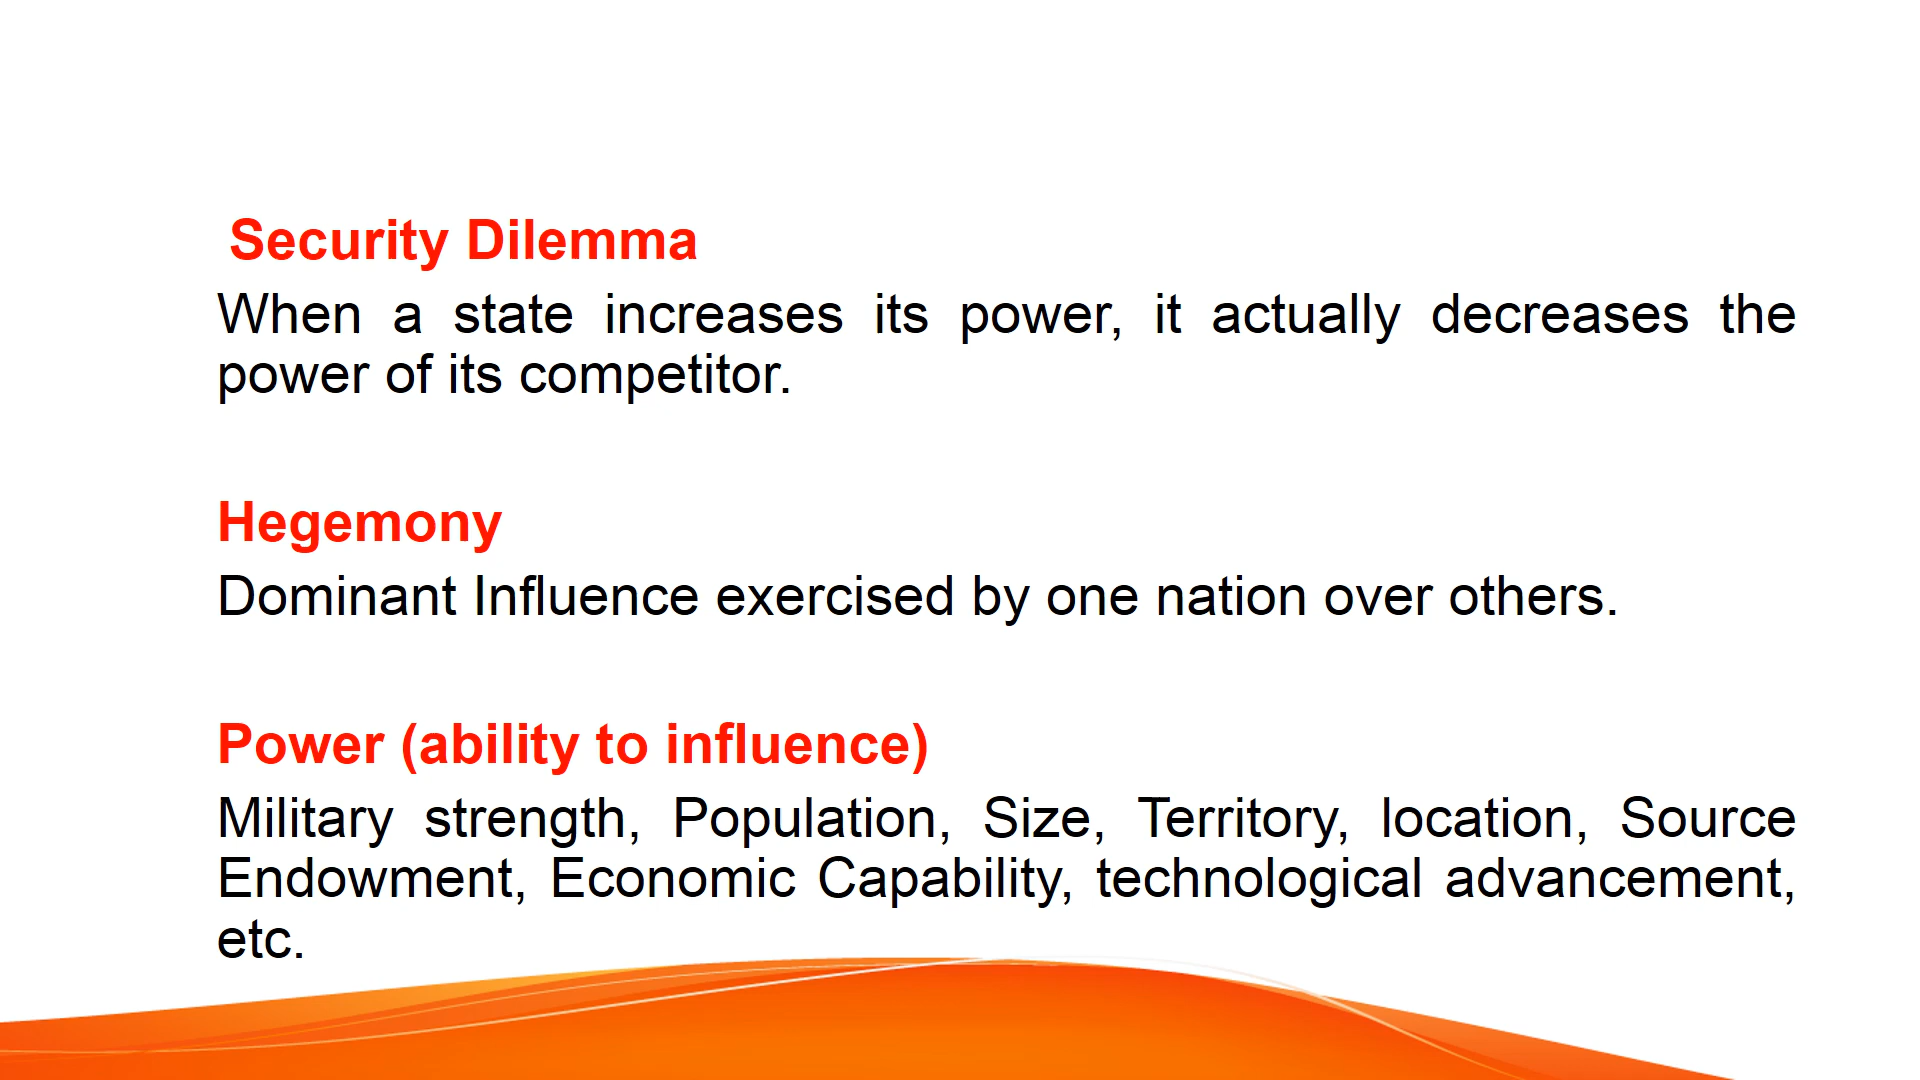 Security Dilemma
When a state increases its power, it actually decreases the
power of its competitor.
Hegemony
Dominant Influence exercised by one nation over others.
Power (ability to influence)
Military strength, Population, Size, Territory, location, Source
Endowment, Economic Capability, technological advancement,
etc.